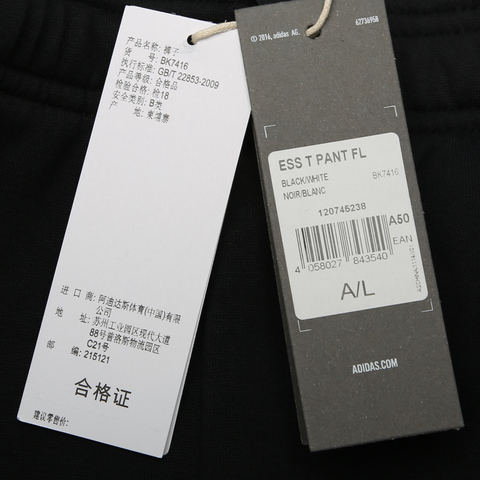 产品名称: 裤子
货 号: BK7416
执行标准: GB/T 22853-2009
产品等级: 合格品
检验合格: 检18
安全类别: B类
产 地: 柬埔寨
进 口 商: 阿迪达斯体育(中国)有限
公司
地 址: 苏州工业园区现代大道
88号普洛斯物流园区
C21号
邮 编: 215121
合格证
建议零售价:
© 2016, adidas AG.
62736958
ESS T PANT FL
BLACK/WHITE BK7416
NOIR/BLANC
120745238
A50
EAN
4 058027 843540
A/L
ADIDAS.COM